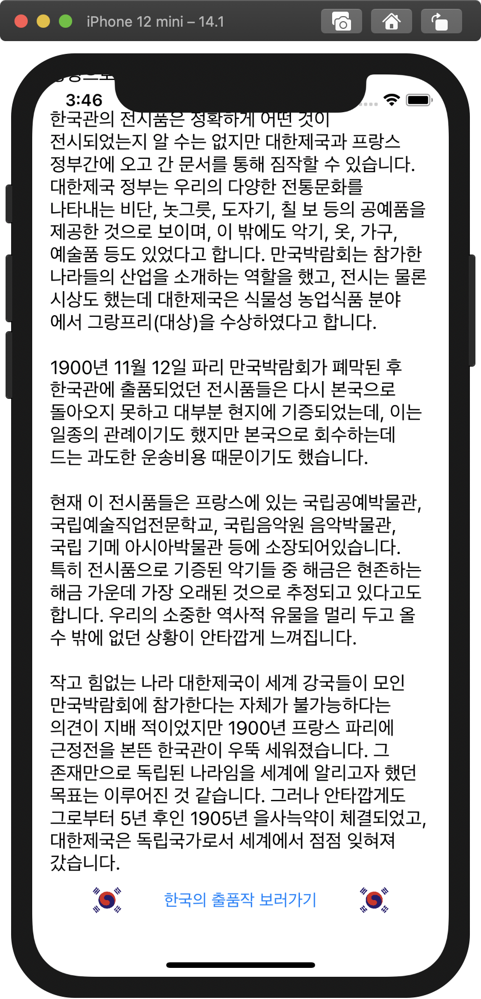 iPhone 12 mini – 14.1
3:46
한국관의 전시품은 정확하게 어떤 것이
전시되었는지 알 수는 없지만 대한제국과 프랑스
정부간에 오고 간 문서를 통해 짐작할 수 있습니다.
대한제국 정부는 우리의 다양한 전통문화를
나타내는 비단, 놋그릇, 도자기, 칠 보 등의 공예품을
제공한 것으로 보이며, 이 밖에도 악기, 옷, 가구,
예술품 등도 있었다고 합니다. 만국박람회는 참가한
나라들의 산업을 소개하는 역할을 했고, 전시는 물론
시상도 했는데 대한제국은 식물성 농업식품 분야
에서 그랑프리(대상)을 수상하였다고 합니다.
1900년 11월 12일 파리 만국박람회가 폐막된 후
한국관에 출품되었던 전시품들은 다시 본국으로
돌아오지 못하고 대부분 현지에 기증되었는데, 이는
일종의 관례이기도 했지만 본국으로 회수하는데
드는 과도한 운송비용 때문이기도 했습니다.
현재 이 전시품들은 프랑스에 있는 국립공예박물관,
국립예술직업전문학교, 국립음악원 음악박물관,
국립 기메 아시아박물관 등에 소장되어있습니다.
특히 전시품으로 기증된 악기들 중 해금은 현존하는
해금 가운데 가장 오래된 것으로 추정되고 있다고도
합니다. 우리의 소중한 역사적 유물을 멀리 두고 올
수 밖에 없던 상황이 안타깝게 느껴집니다.
작고 힘없는 나라 대한제국이 세계 강국들이 모인
만국박람회에 참가한다는 자체가 불가능하다는
의견이 지배 적이었지만 1900년 프랑스 파리에
근정전을 본뜬 한국관이 우뚝 세워졌습니다. 그
존재만으로 독립된 나라임을 세계에 알리고자 했던
목표는 이루어진 것 같습니다. 그러나 안타깝게도
그로부터 5년 후인 1905년 을사늑약이 체결되었고,
대한제국은 독립국가로서 세계에서 점점 잊혀져
갔습니다.
한국의 출품작 보러가기